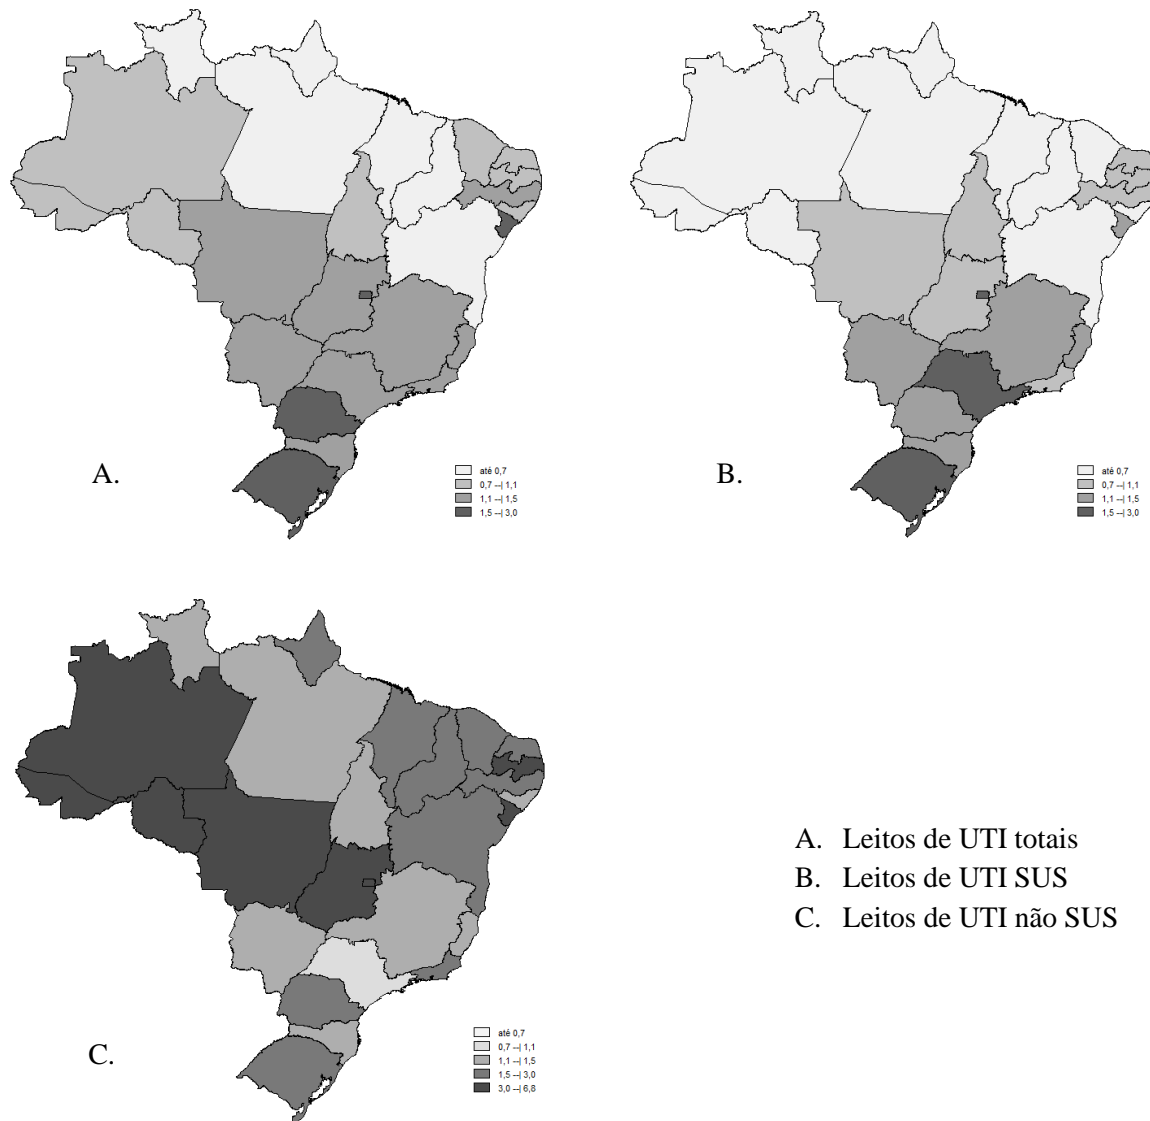 A.
até 0,7
0,7 --| 1,1
1,1 --| 1,5
1,5 --| 3,0
B.
até 0,7
0,7 --| 1,1
1,1 --| 1,5
1,5 --| 3,0
C.
até 0,7
0,7 --| 1,1
1,1 --| 1,5
1,5 --| 3,0
3,0 --| 6,8
A. Leitos de UTI totais
B. Leitos de UTI SUS
C. Leitos de UTI não SUS